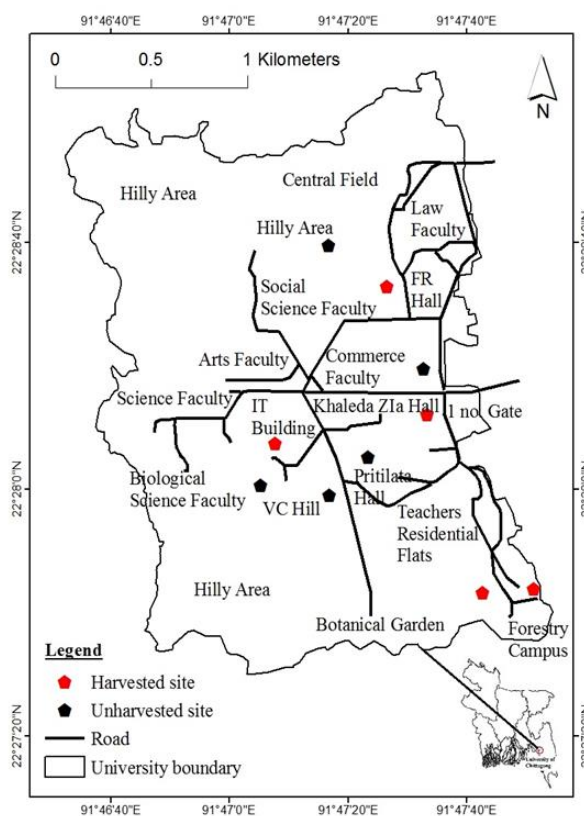 91°46'40"E 91°47'0"E 91°47'20"E 91°47'40"E
0 0.5 1 Kilometers
N
Central Field
Hilly Area
Law
Faculty
22°28'40"N
Hilly Area
FR
Hall
Social
Science Faculty
Commerce
Faculty
Arts Faculty
Science Faculty
IT
Building
Khaleda ZIa Hall
1 no. Gate
Biological
Science Faculty
Pritilata
Hall
22°28'0"N
VC Hill
Teachers
Residential
Flats
Hilly Area
Botanical Garden
Forestry
Campus
Legend
Harvested site
Unharvested site
Road
University boundary
22°27'20"N
University of
Chittagong
91°46'40"E 91°47'0"E 91°47'20"E 91°47'40"E